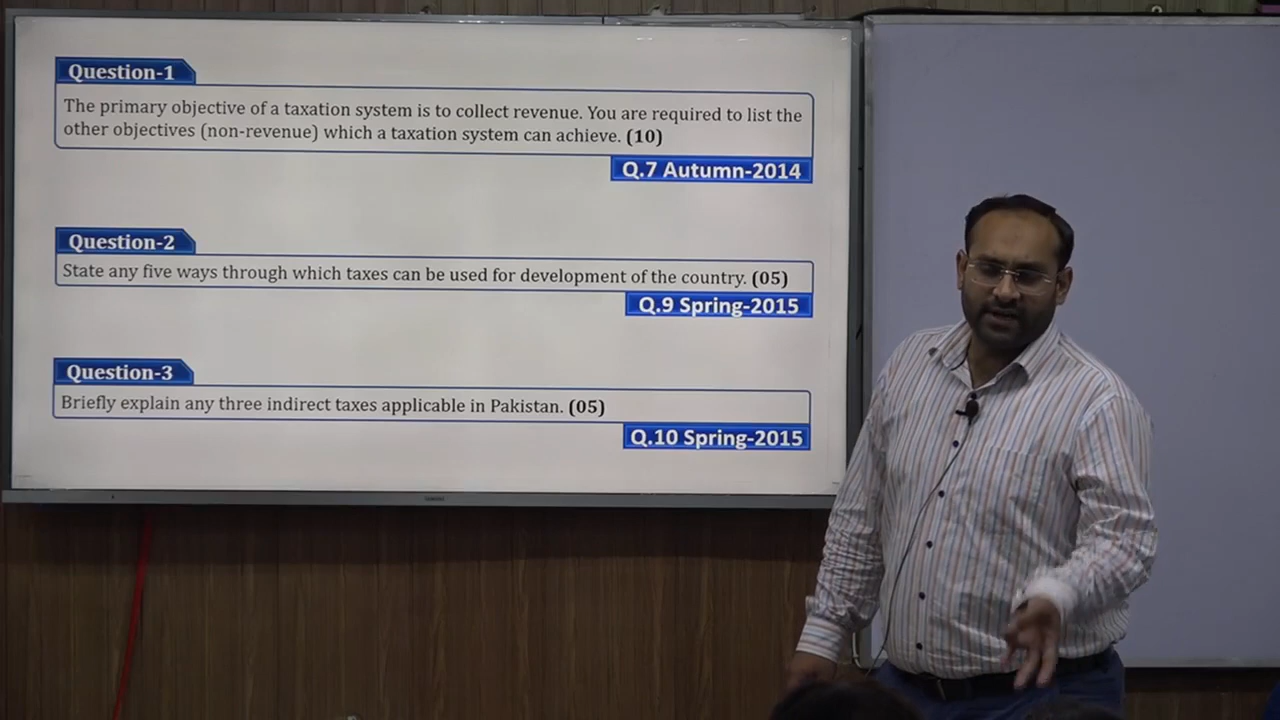 Question-1
The primary objective of a taxation system is to collect revenue. You are required to list the
other objectives (non-revenue) which a taxation system can achieve. (10)
Q.7 Autumn-2014
Question-2
State any five ways through which taxes can be used for development of the country. (05)
Q.9 Spring-2015
Question-3
Briefly explain any three indirect taxes applicable in Pakistan. (05)
Q.10 Spring-2015